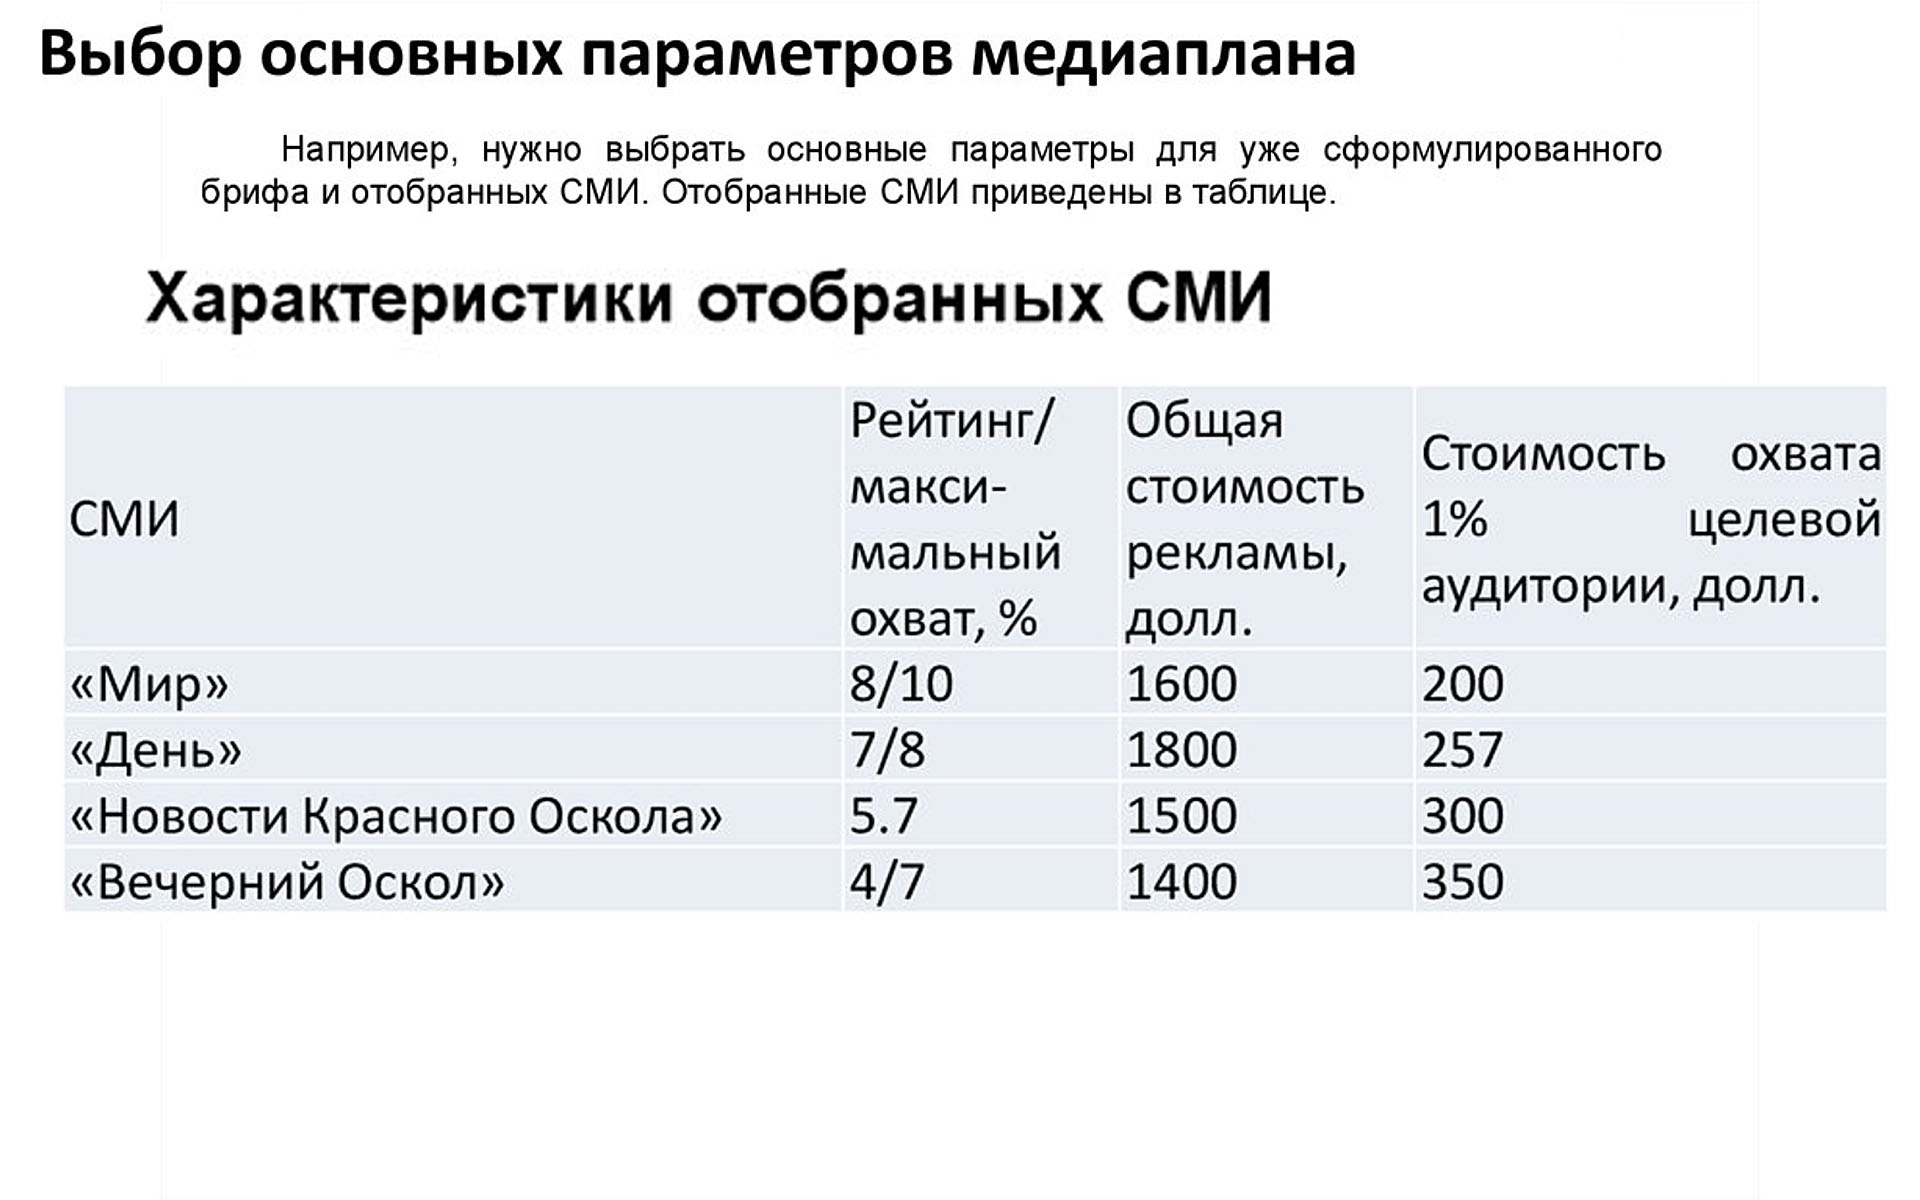 Выбор основных параметров медиаплана
Например, нужно выбрать основные параметры для уже сформулированного
брифа и отобранных СМИ. Отобранные СМИ приведены в таблице.
Характеристики отобранных СМИ
СМИ
Рейтинг/
макси-
мальный
охват, %
Общая
стоимость
рекламы,
долл.
Стоимость охвата
1% целевой
аудитории, долл.
«Мир» 8/10 1600 200
«День» 7/8 1800 257
«Новости Красного Оскола» 5.7 1500 300
«Вечерний Оскол» 4/7 1400 350